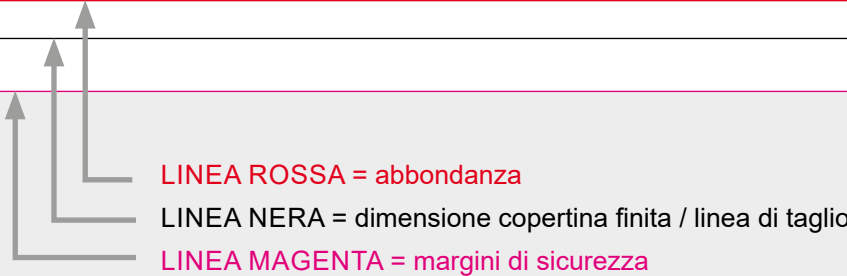 LINEA ROSSA = abbondanza
LINEA NERA = dimensione copertina finita / linea di taglio
LINEA MAGENTA = margini di sicurezza